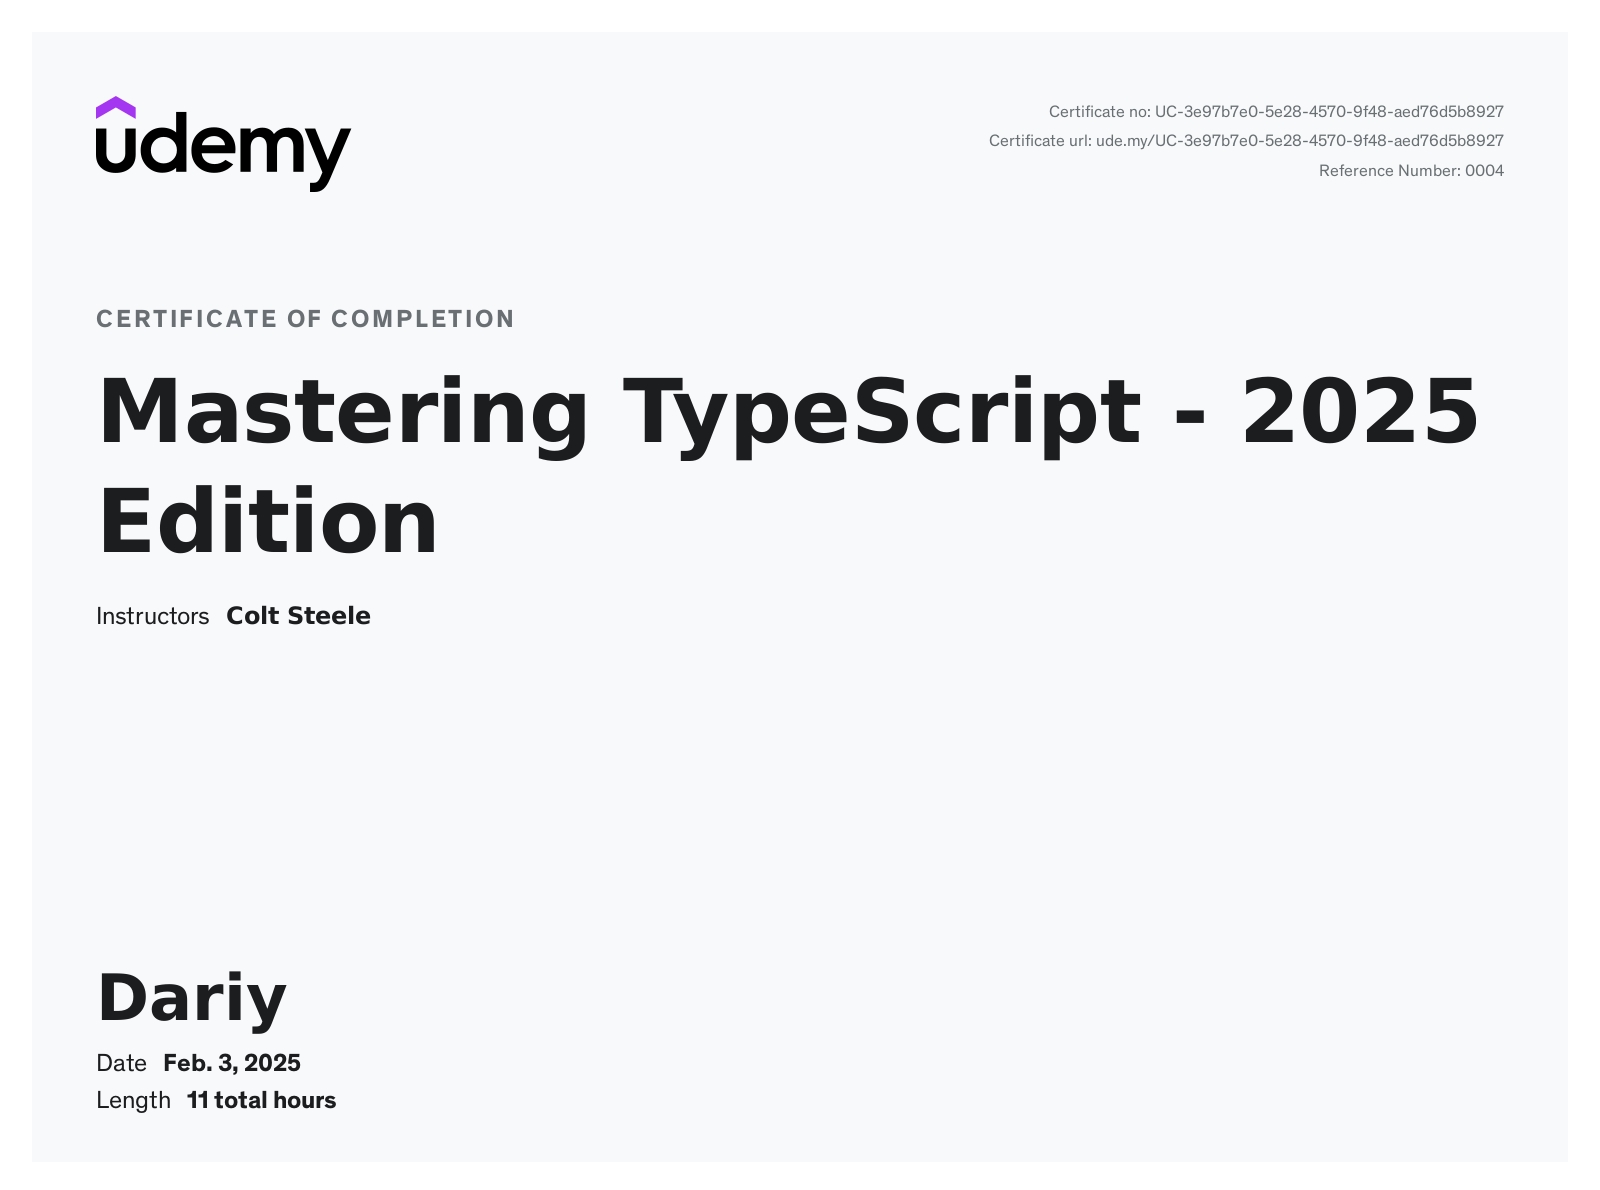 udemy
Certificate no: UC-3e97b7e0-5e28-4570-9f48-aed76d5b8927
Certificate url: ude.my/UC-3e97b7e0-5e28-4570-9f48-aed76d5b8927
Reference Number: 0004
CERTIFICATE OF COMPLETION
Mastering TypeScript - 2025
Edition
Instructors Colt Steele
Dariy
Date Feb. 3, 2025
Length 11 total hours